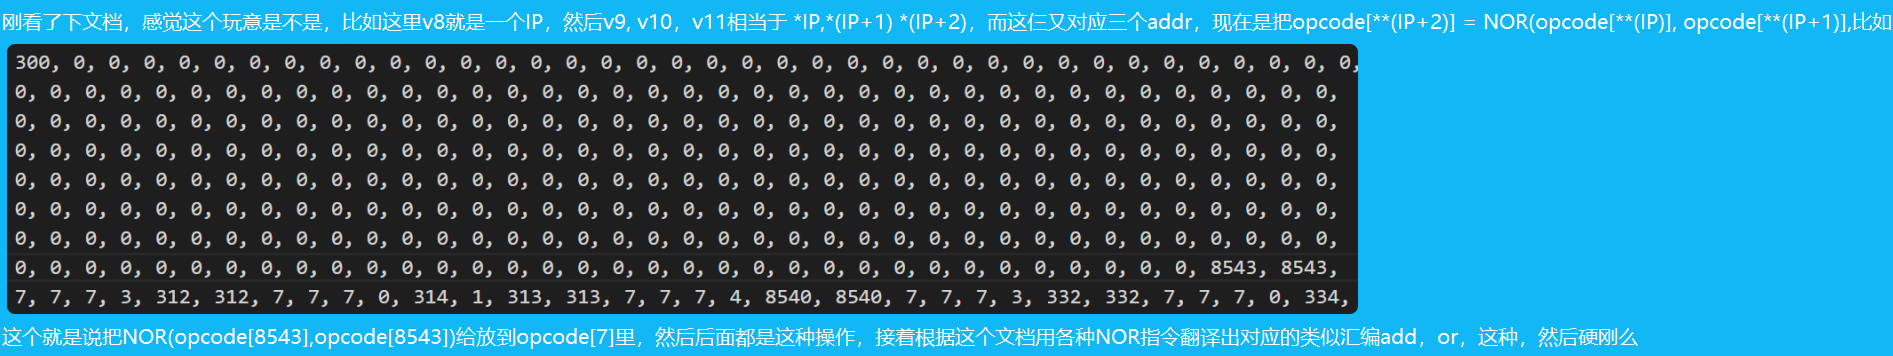 刚看了下文档，感觉这个玩意是不是，比如这里v8就是一个IP，然后v9, v10，v11相当于 *IP,*(IP+1) *(IP+2)，而这仨又对应三个addr，现在是把opcode[**(IP+2)] = NOR(opcode[**(IP)], opcode[**(IP+1)],比如
300, 0, 0, 0, 0, 0, 0, 0, 0, 0, 0, 0, 0, 0, 0, 0, 0, 0, 0, 0, 0, 0, 0, 0, 0, 0, 0, 0, 0, 0, 0, 0, 0, 0, 0, 0, 0, 0,
0, 0, 0, 0, 0, 0, 0, 0, 0, 0, 0, 0, 0, 0, 0, 0, 0, 0, 0, 0, 0, 0, 0, 0, 0, 0, 0, 0, 0, 0, 0, 0, 0, 0, 0, 0, 0, 0,
0, 0, 0, 0, 0, 0, 0, 0, 0, 0, 0, 0, 0, 0, 0, 0, 0, 0, 0, 0, 0, 0, 0, 0, 0, 0, 0, 0, 0, 0, 0, 0, 0, 0, 0, 0, 0, 0,
0, 0, 0, 0, 0, 0, 0, 0, 0, 0, 0, 0, 0, 0, 0, 0, 0, 0, 0, 0, 0, 0, 0, 0, 0, 0, 0, 0, 0, 0, 0, 0, 0, 0, 0, 0, 0, 0,
0, 0, 0, 0, 0, 0, 0, 0, 0, 0, 0, 0, 0, 0, 0, 0, 0, 0, 0, 0, 0, 0, 0, 0, 0, 0, 0, 0, 0, 0, 0, 0, 0, 0, 0, 0, 0, 0,
0, 0, 0, 0, 0, 0, 0, 0, 0, 0, 0, 0, 0, 0, 0, 0, 0, 0, 0, 0, 0, 0, 0, 0, 0, 0, 0, 0, 0, 0, 0, 0, 0, 0, 0, 0, 0, 0,
0, 0, 0, 0, 0, 0, 0, 0, 0, 0, 0, 0, 0, 0, 0, 0, 0, 0, 0, 0, 0, 0, 0, 0, 0, 0, 0, 0, 0, 0, 0, 0, 0, 0, 0, 0, 0, 0,
0, 0, 0, 0, 0, 0, 0, 0, 0, 0, 0, 0, 0, 0, 0, 0, 0, 0, 0, 0, 0, 0, 0, 0, 0, 0, 0, 0, 0, 0, 0, 0, 0, 0, 8543, 8543,
7, 7, 7, 3, 312, 312, 7, 7, 7, 0, 314, 1, 313, 313, 7, 7, 7, 4, 8540, 8540, 7, 7, 7, 3, 332, 332, 7, 7, 7, 0, 334,
这个就是说把NOR(opcode[8543],opcode[8543])给放到opcode[7]里，然后后面都是这种操作，接着根据这个文档用各种NOR指令翻译出对应的类似汇编add，or，这种，然后硬刚么